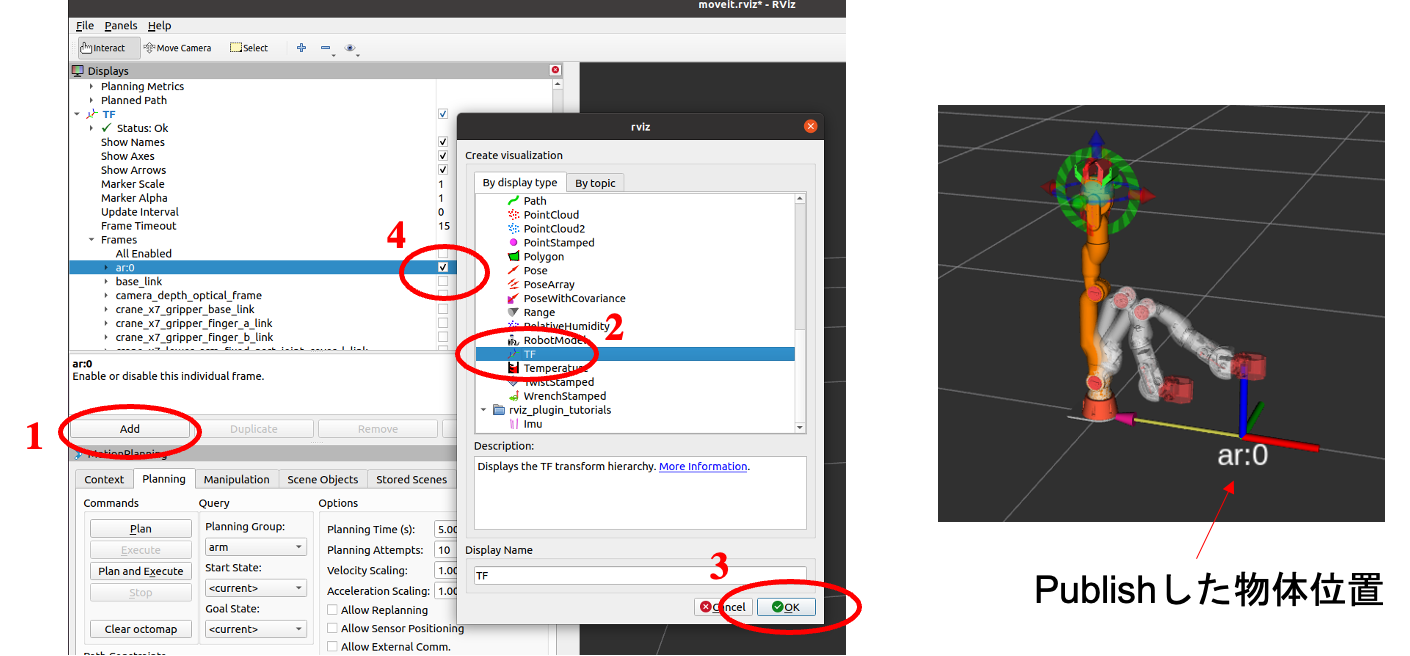 moveit.rviz* - RViz
File Panels Help
Interact Move Camera Select
Displays
Planning Metrics
Planned Path
TF
Status: Ok
Show Names
Show Axes
Show Arrows
Marker Scale 1
Marker Alpha 1
Update Interval 0
Frame Timeout 15
Frames
All Enabled
ar:0
base_link
camera_depth_optical_frame
crane_x7_gripper_base_link
crane_x7_gripper_finger_a_link
crane_x7_gripper_finger_b_link
ar:0
Enable or disable this individual frame.
Add Duplicate Remove
1
MotionPlanning
Context Planning Manipulation Scene Objects Stored Scenes
Commands Query Options
Plan
Execute
Plan and Execute
Stop
Clear octomap
Planning Group:
arm
Start State:
<current>
Goal State:
<current>
Planning Time (s): 5.00
Planning Attempts: 10
Velocity Scaling: 1.00
Acceleration Scaling: 1.00
Allow Replanning
Allow Sensor Positioning
Allow External Comm.
4
rviz
Create visualization
By display type By topic
Path
PointCloud
PointCloud2
PointStamped
Polygon
Pose
PoseArray
PoseWithCovariance
Range
RelativeHumidity
RobotModel
TF
Temperature
TwistStamped
WrenchStamped
rviz_plugin_tutorials
Imu
2
Description:
Displays the TF transform hierarchy. More Information.
Display Name
TF
3
Cancel OK
ar:0
Publishした物体位置